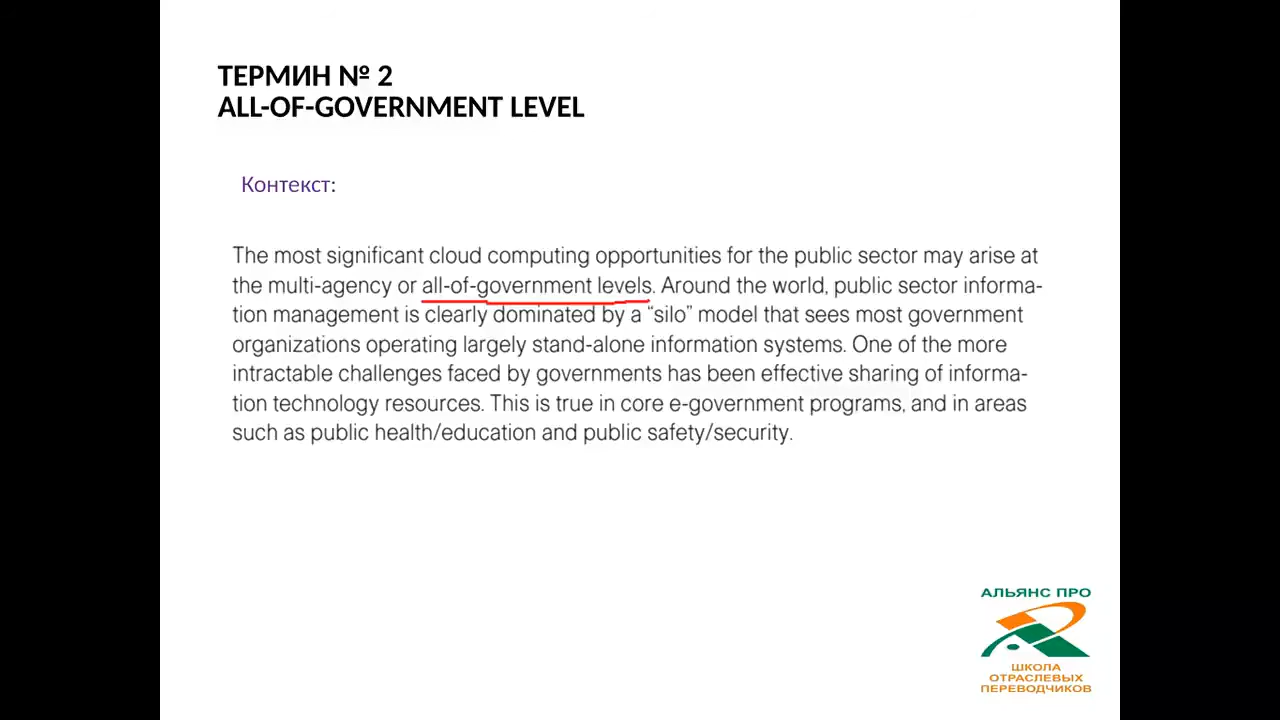 ТЕРМИН № 2
ALL-OF-GOVERNMENT LEVEL
Контекст:
The most significant cloud computing opportunities for the public sector may arise at
the multi-agency or all-of-government levels. Around the world, public sector informa-
tion management is clearly dominated by a “silo” model that sees most government
organizations operating largely stand-alone information systems. One of the more
intractable challenges faced by governments has been effective sharing of informa-
tion technology resources. This is true in core e-government programs, and in areas
such as public health/education and public safety/security.
АЛЬЯНС ПРО
ШКОЛА
ОТРАСЛЕВЫХ
ПЕРЕВОДЧИКОВ